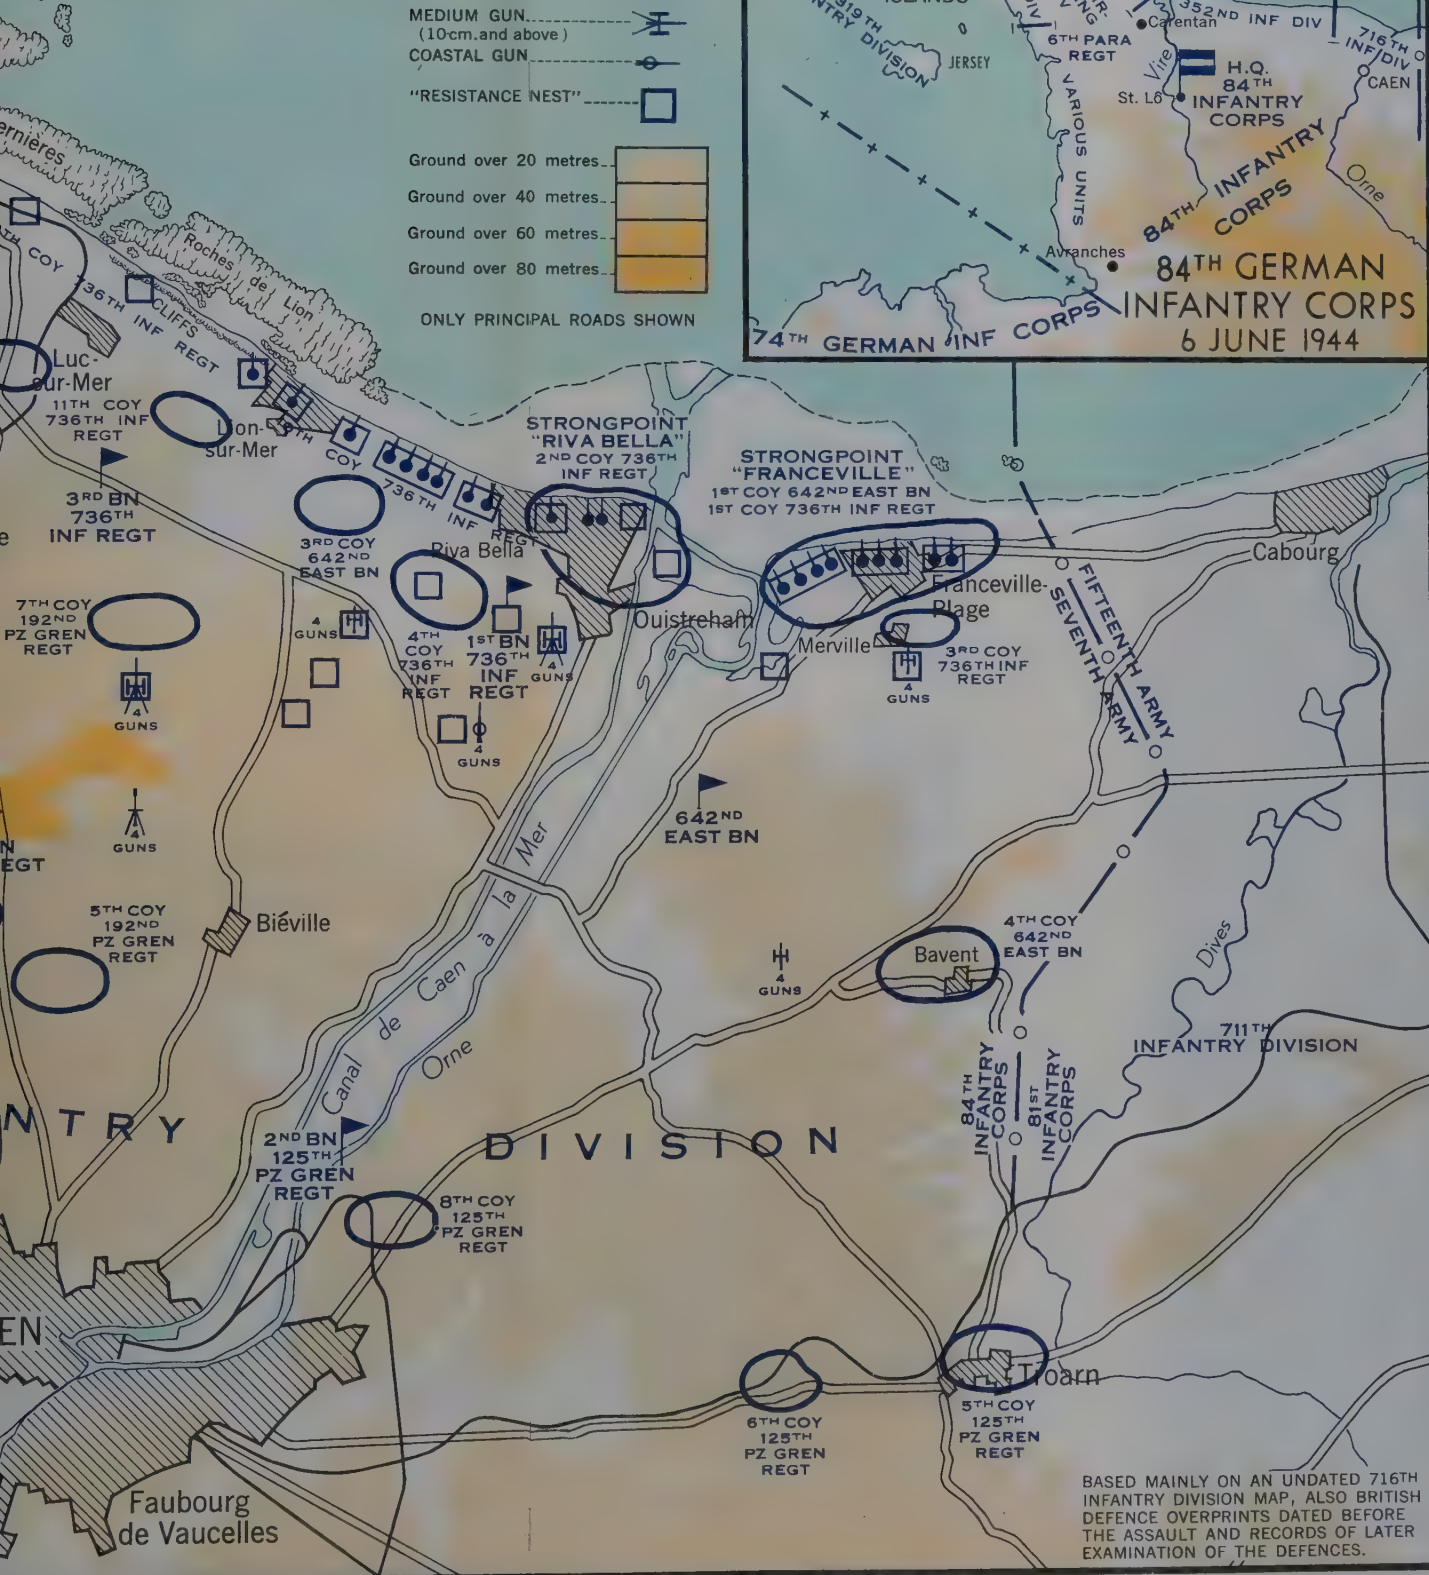 MEDIUM GUN
(10·cm. and above)
COASTAL GUN
"RESISTANCE NEST"
Ground over 20 metres
Ground over 40 metres
Ground over 60 metres
Ground over 80 metres
ONLY PRINCIPAL ROADS SHOWN
319TH
DIVISION
JERSEY
DIV
6TH PARA
REGT
VARIOUS UNITS
Carentan
352ND INF DIV
716TH
INF/DIV
CAEN
Vire
St. Lô
H.Q.
84TH
INFANTRY
CORPS
Orne
84TH INFANTRY
CORPS
Avranches
74TH GERMAN INF CORPS
84TH GERMAN
INFANTRY CORPS
6 JUNE 1944
Roches de Lion
CLIFFS
COY 736TH INF REGT
Luc-
sur-Mer
11TH COY
736TH INF
REGT
Lion-
sur-Mer
3RD BN
736TH
INF REGT
COY 736TH INF REGT
STRONGPOINT
"RIVA BELLA"
2ND COY 736TH
INF REGT
STRONGPOINT
"FRANCEVILLE"
1ST COY 642ND EAST BN
1ST COY 736TH INF REGT
3RD COY
642ND
EAST BN
Riva Bella
Ouistreham
Franceville-
Plage
Cabourg
Merville
3RD COY
736TH INF
REGT
4
GUNS
FIFTEENTH ARMY
SEVENTH ARMY
7TH COY
192ND
PZ GREN
REGT
4
GUNS
4
GUNS
4TH
COY
736TH
INF
REGT
1ST BN
736TH
INF
REGT
4
GUNS
4
GUNS
4
GUNS
642ND
EAST BN
EGT
5TH COY
192ND
PZ GREN
REGT
Biéville
Canal de Caen à la Mer
Orne
4
GUNS
Bavent
4TH COY
642ND
EAST BN
Dives
711TH
INFANTRY DIVISION
84TH
INFANTRY
CORPS
81ST
INFANTRY
CORPS
NTRY DIVISION
2ND BN
125TH
PZ GREN
REGT
8TH COY
125TH
PZ GREN
REGT
EN
Troarn
6TH COY
125TH
PZ GREN
REGT
5TH COY
125TH
PZ GREN
REGT
Faubourg
de Vaucelles
BASED MAINLY ON AN UNDATED 716TH
INFANTRY DIVISION MAP, ALSO BRITISH
DEFENCE OVERPRINTS DATED BEFORE
THE ASSAULT AND RECORDS OF LATER
EXAMINATION OF THE DEFENCES.